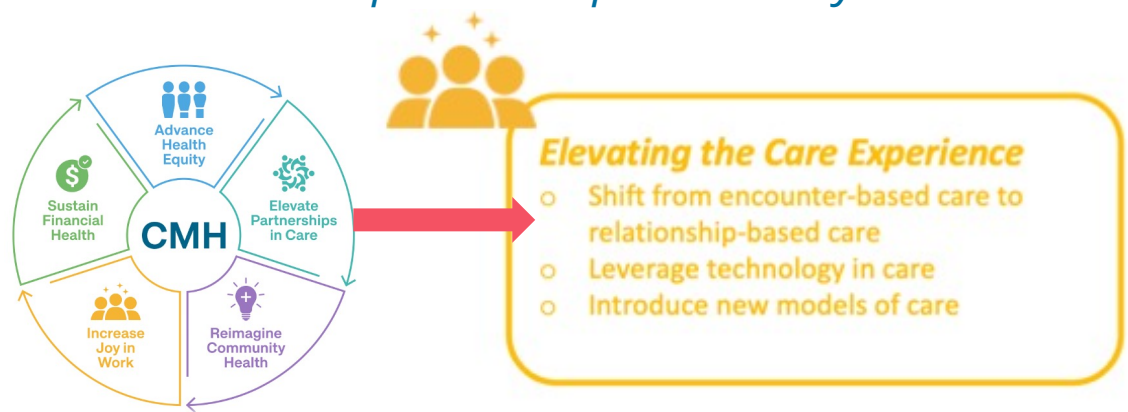 Advance
Health
Equity
Elevate
Partnerships
in Care
Reimagine
Community
Health
Increase
Joy in
Work
Sustain
Financial
Health
CMH
Elevating the Care Experience
o Shift from encounter-based care to
relationship-based care
o Leverage technology in care
o Introduce new models of care